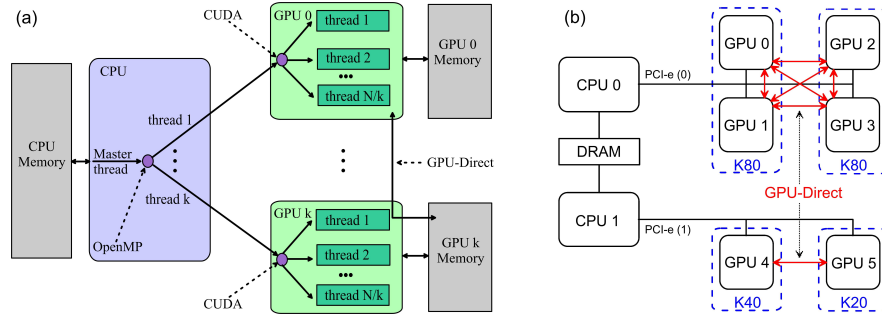 (a)
CUDA
CPU
CPU
Memory
Master
thread
thread 1
thread k
OpenMP
GPU 0
thread 1
thread 2
•••
thread N/k
GPU 0
Memory
GPU-Direct
GPU k
thread 1
thread 2
•••
thread N/k
GPU k
Memory
CUDA
(b)
CPU 0
PCI-e (0)
GPU 0
GPU 2
GPU 1
GPU 3
K80
K80
DRAM
GPU-Direct
CPU 1
PCI-e (1)
GPU 4
GPU 5
K40
K20